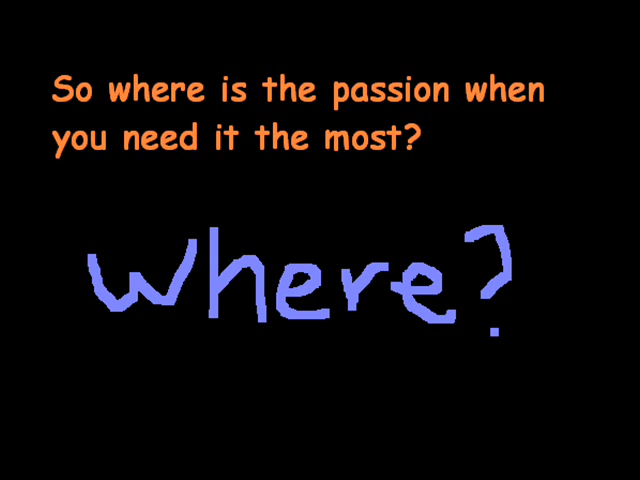 So where is the passion when
you need it the most?
Where?